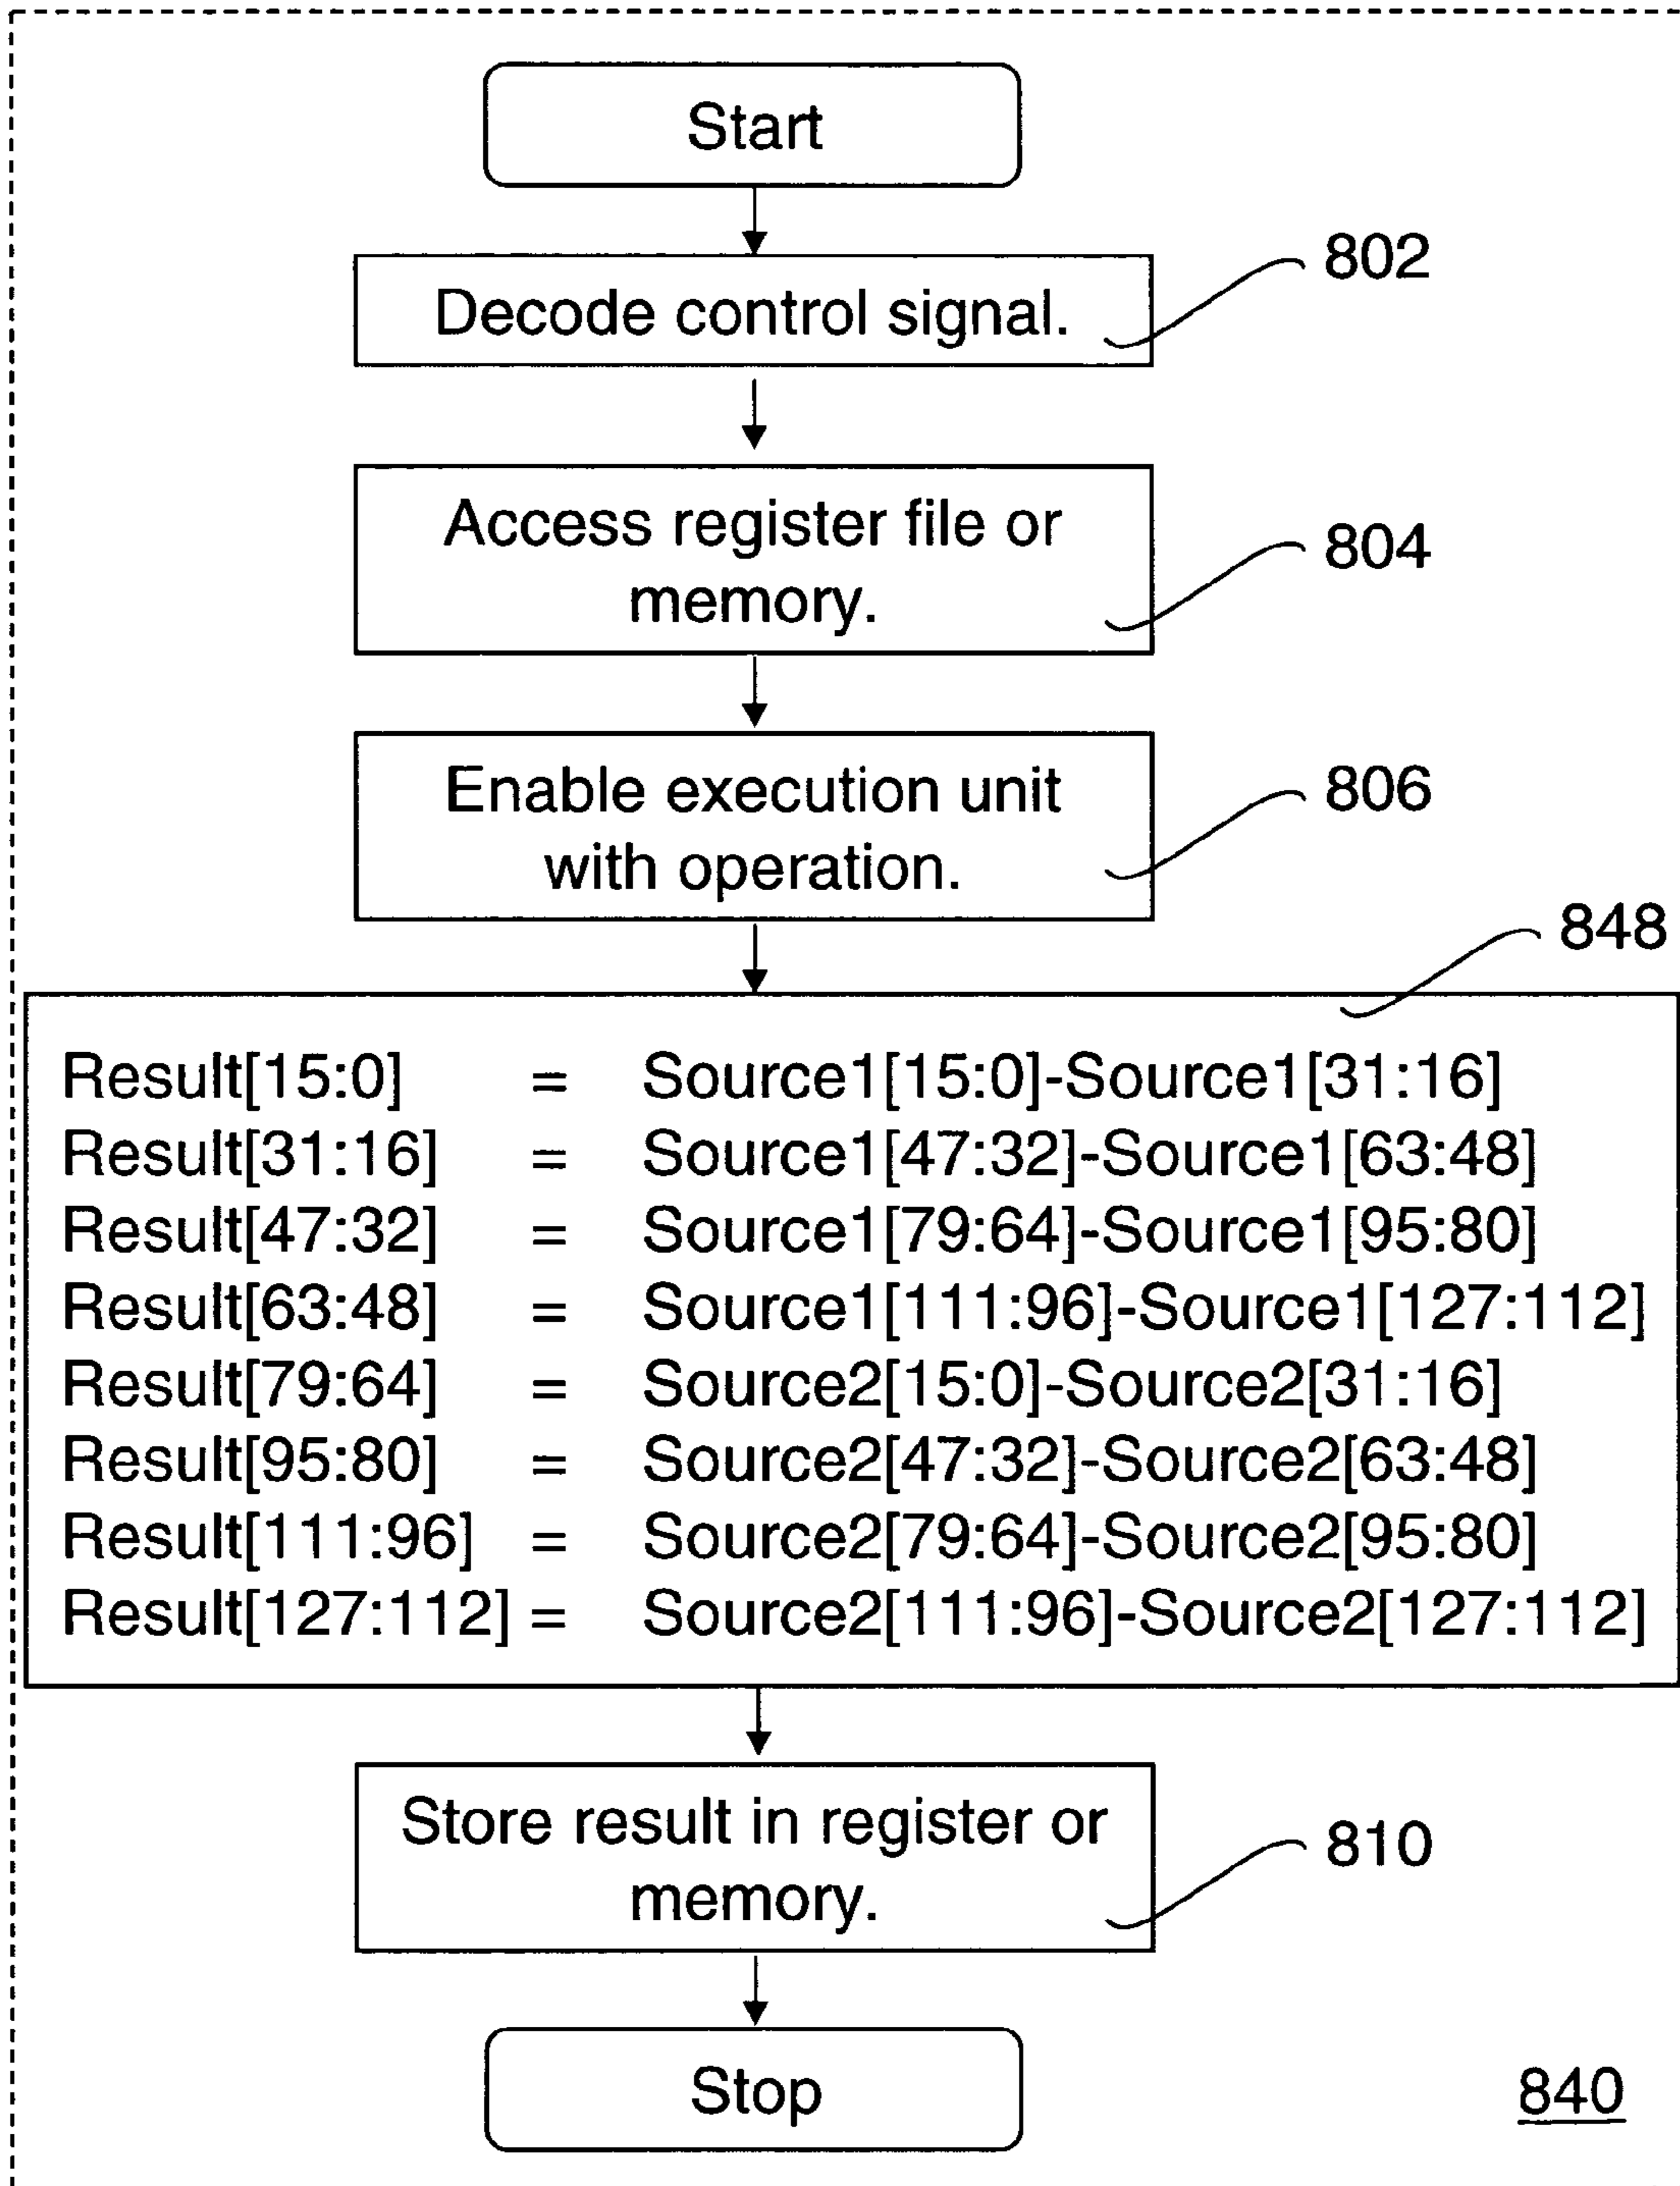 Start
802
Decode control signal.
Access register file or
804
memory.
Enable execution unit
806
with operation.
848
Result[15:0] = Source1[15:0]-Source1[31:16]
Result[31:16] = Source1[47:32]-Source1[63:48]
Result[47:32] = Source1[79:64]-Source1[95:80]
Result[63:48] = Source1[111:96]-Source1[127:112]
Result[79:64] = Source2[15:0]-Source2[31:16]
Result[95:80] = Source2[47:32]-Source2[63:48]
Result[111:96] = Source2[79:64]-Source2[95:80]
Result[127:112] = Source2[111:96]-Source2[127:112]
Store result in register or
810
memory.
Stop
840